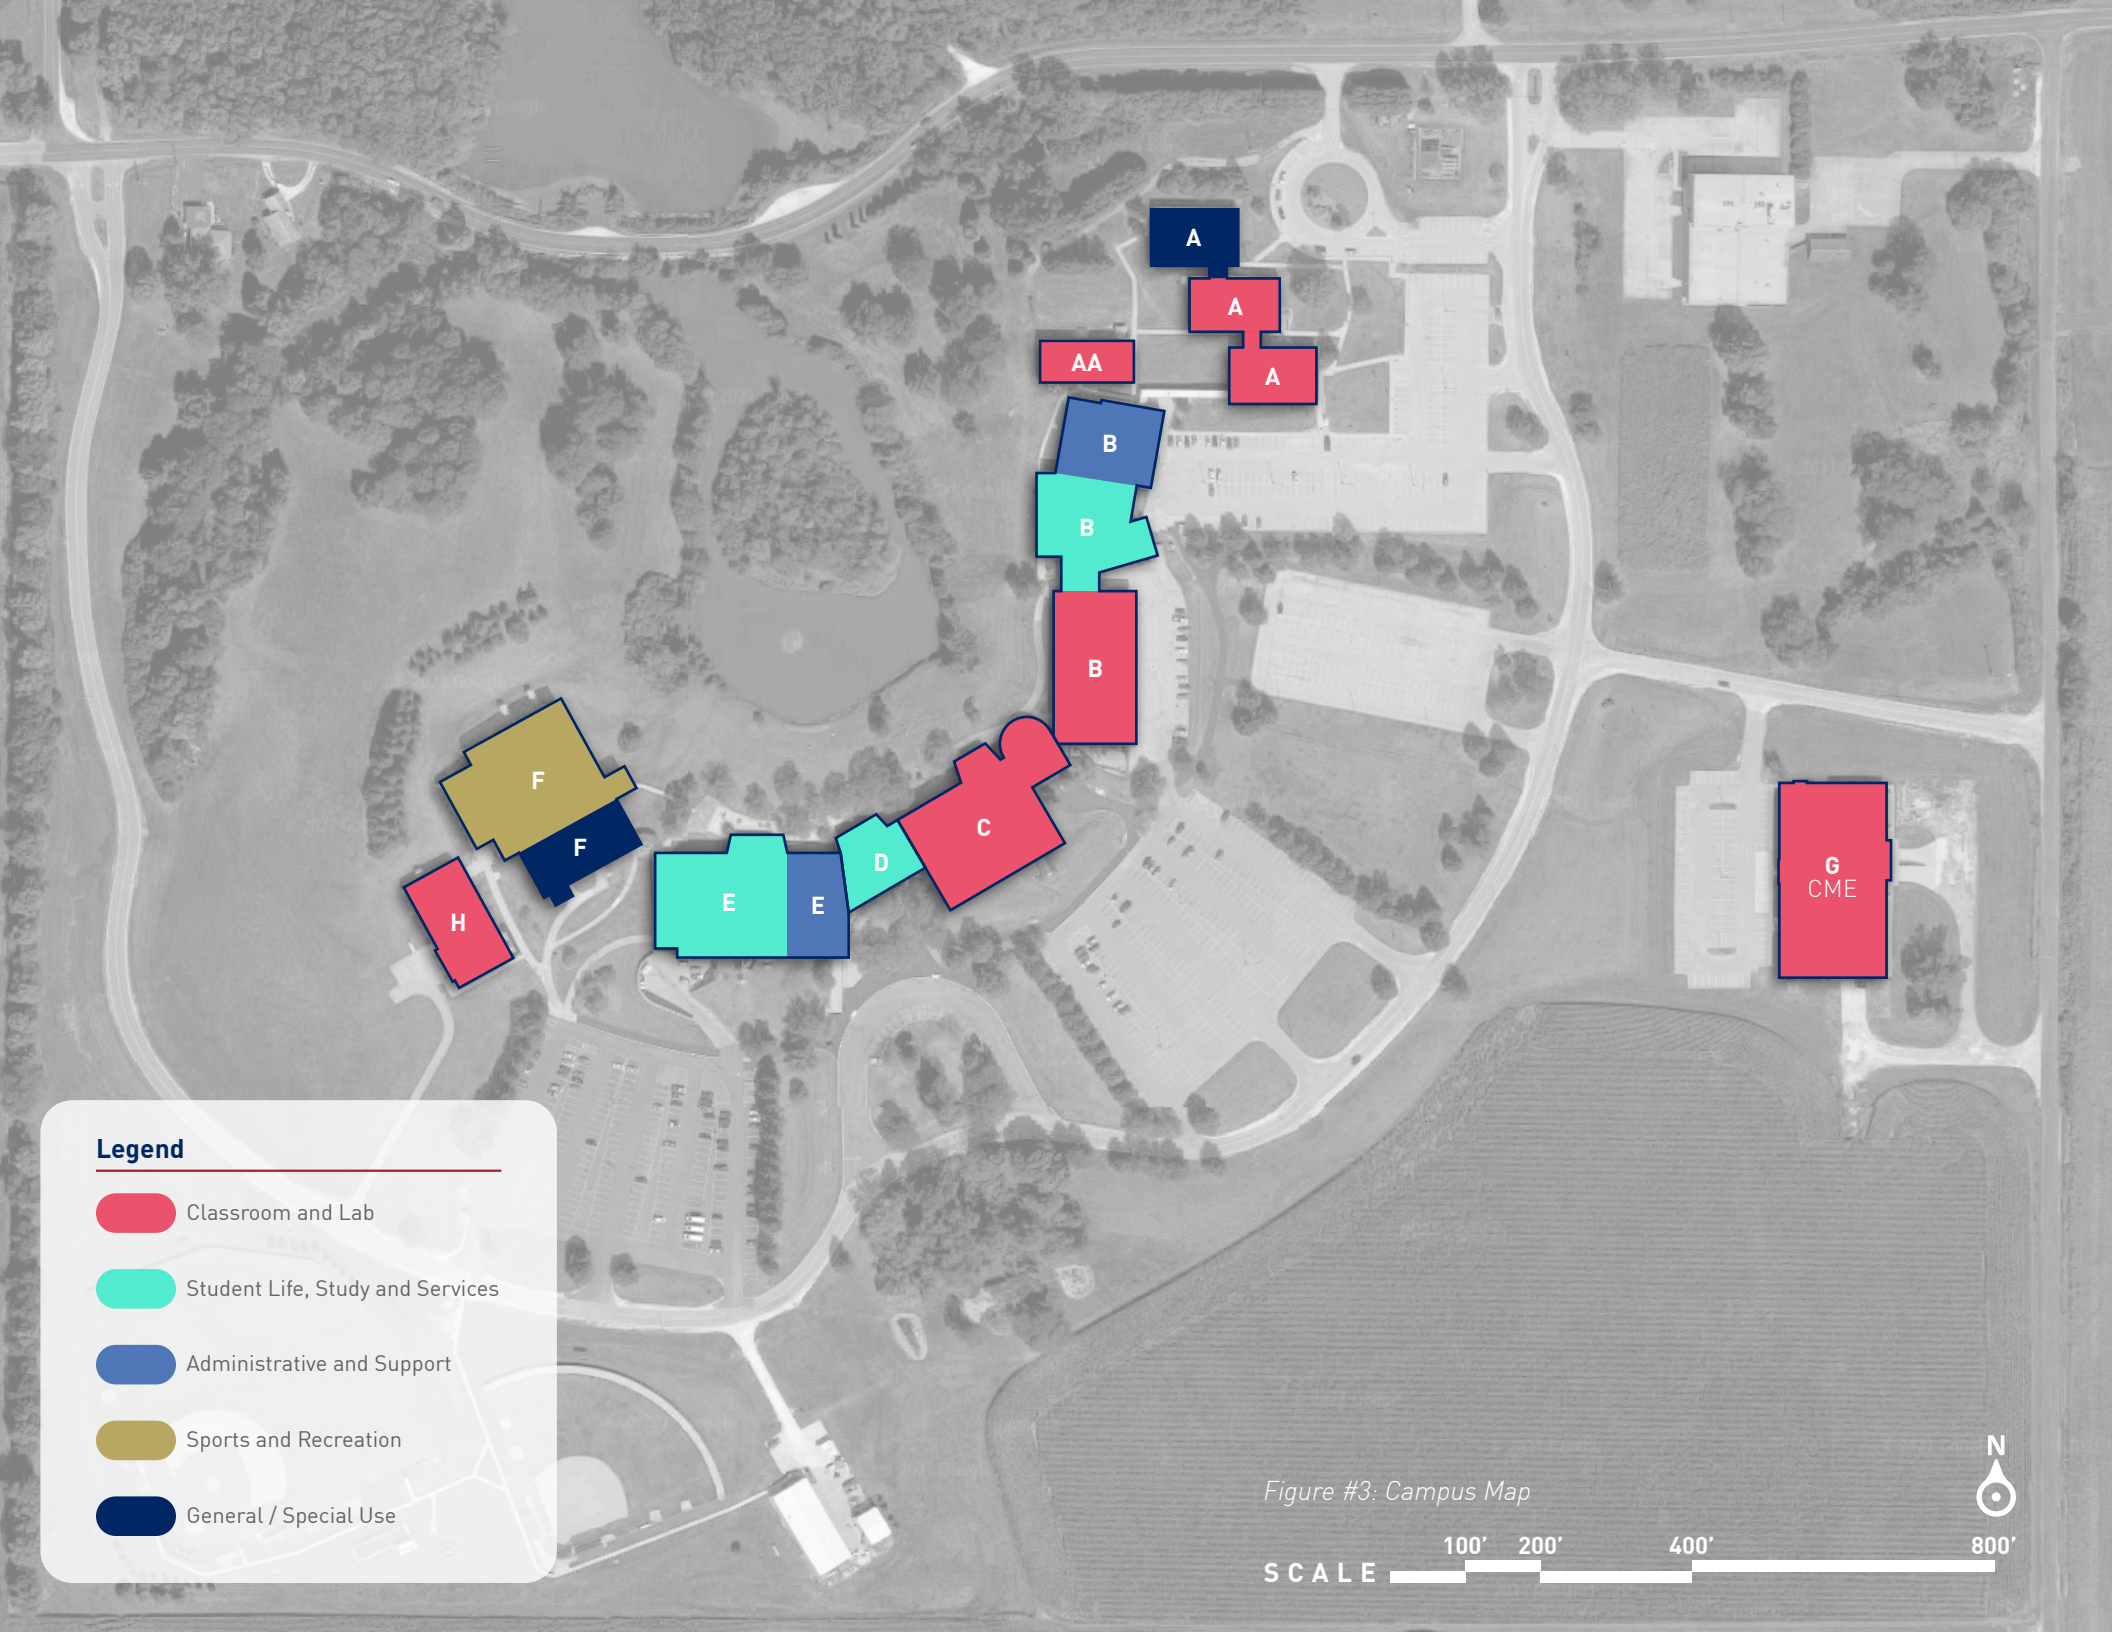 A
A
AA
A
B
B
B
F
C
F
D
G
CME
E
E
H
Legend
Classroom and Lab
Student Life, Study and Services
Administrative and Support
Sports and Recreation
General / Special Use
N
Figure #3: Campus Map
100’ 200’ 400’ 800’
SCALE